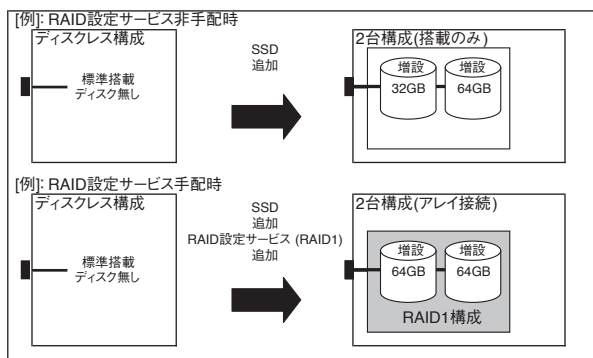 [例]: RAID設定サービス非手配時
ディスクレス構成
標準搭載
ディスク無し
SSD
追加
2台構成(搭載のみ)
増設
32GB
増設
64GB
[例]: RAID設定サービス手配時
ディスクレス構成
標準搭載
ディスク無し
SSD
追加
RAID設定サービス (RAID1)
追加
2台構成(アレイ接続)
増設
64GB
増設
64GB
RAID1構成